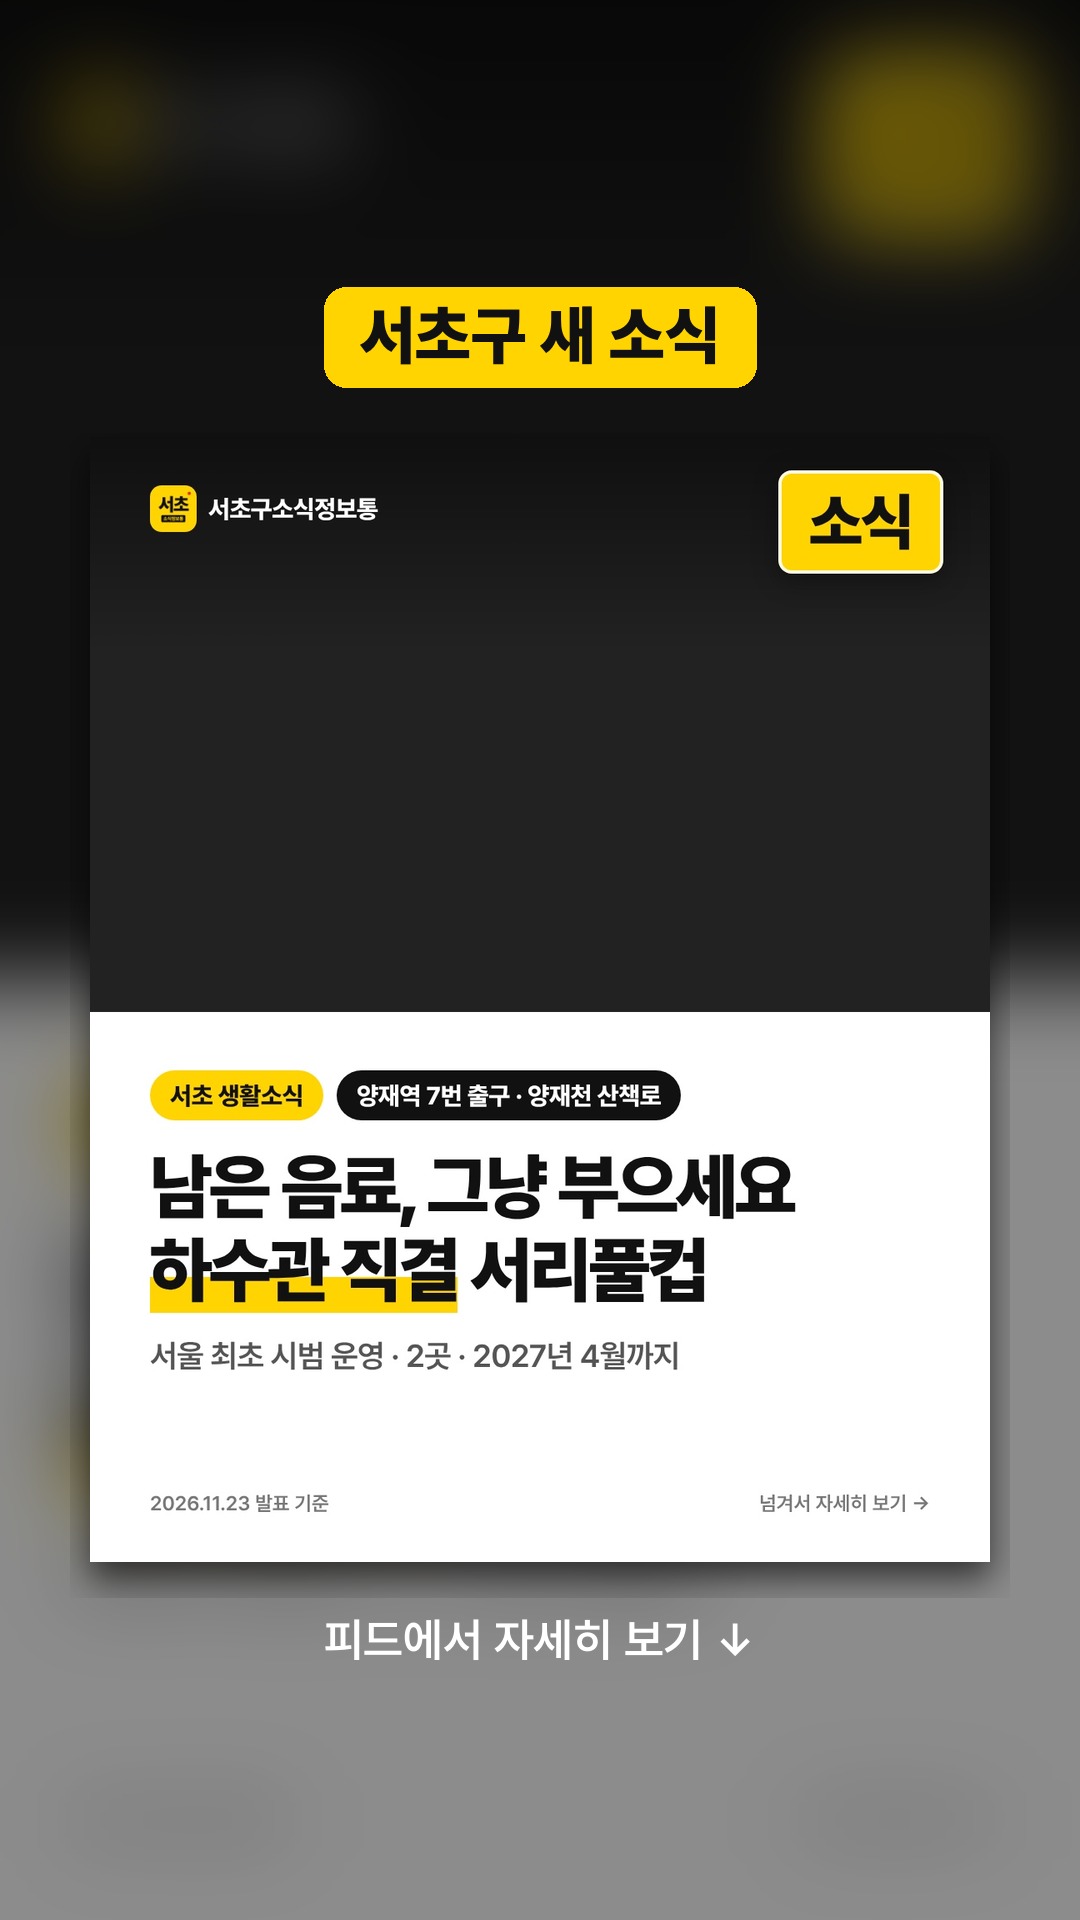 서초구 새 소식
서초
소식정보통
서초구소식정보통
소식
서초 생활소식
양재역 7번 출구 · 양재천 산책로
남은 음료, 그냥 부으세요
하수관 직결 서리풀컵
서울 최초 시범 운영 · 2곳 · 2027년 4월까지
2026.11.23 발표 기준
넘겨서 자세히 보기 →
피드에서 자세히 보기 ↓